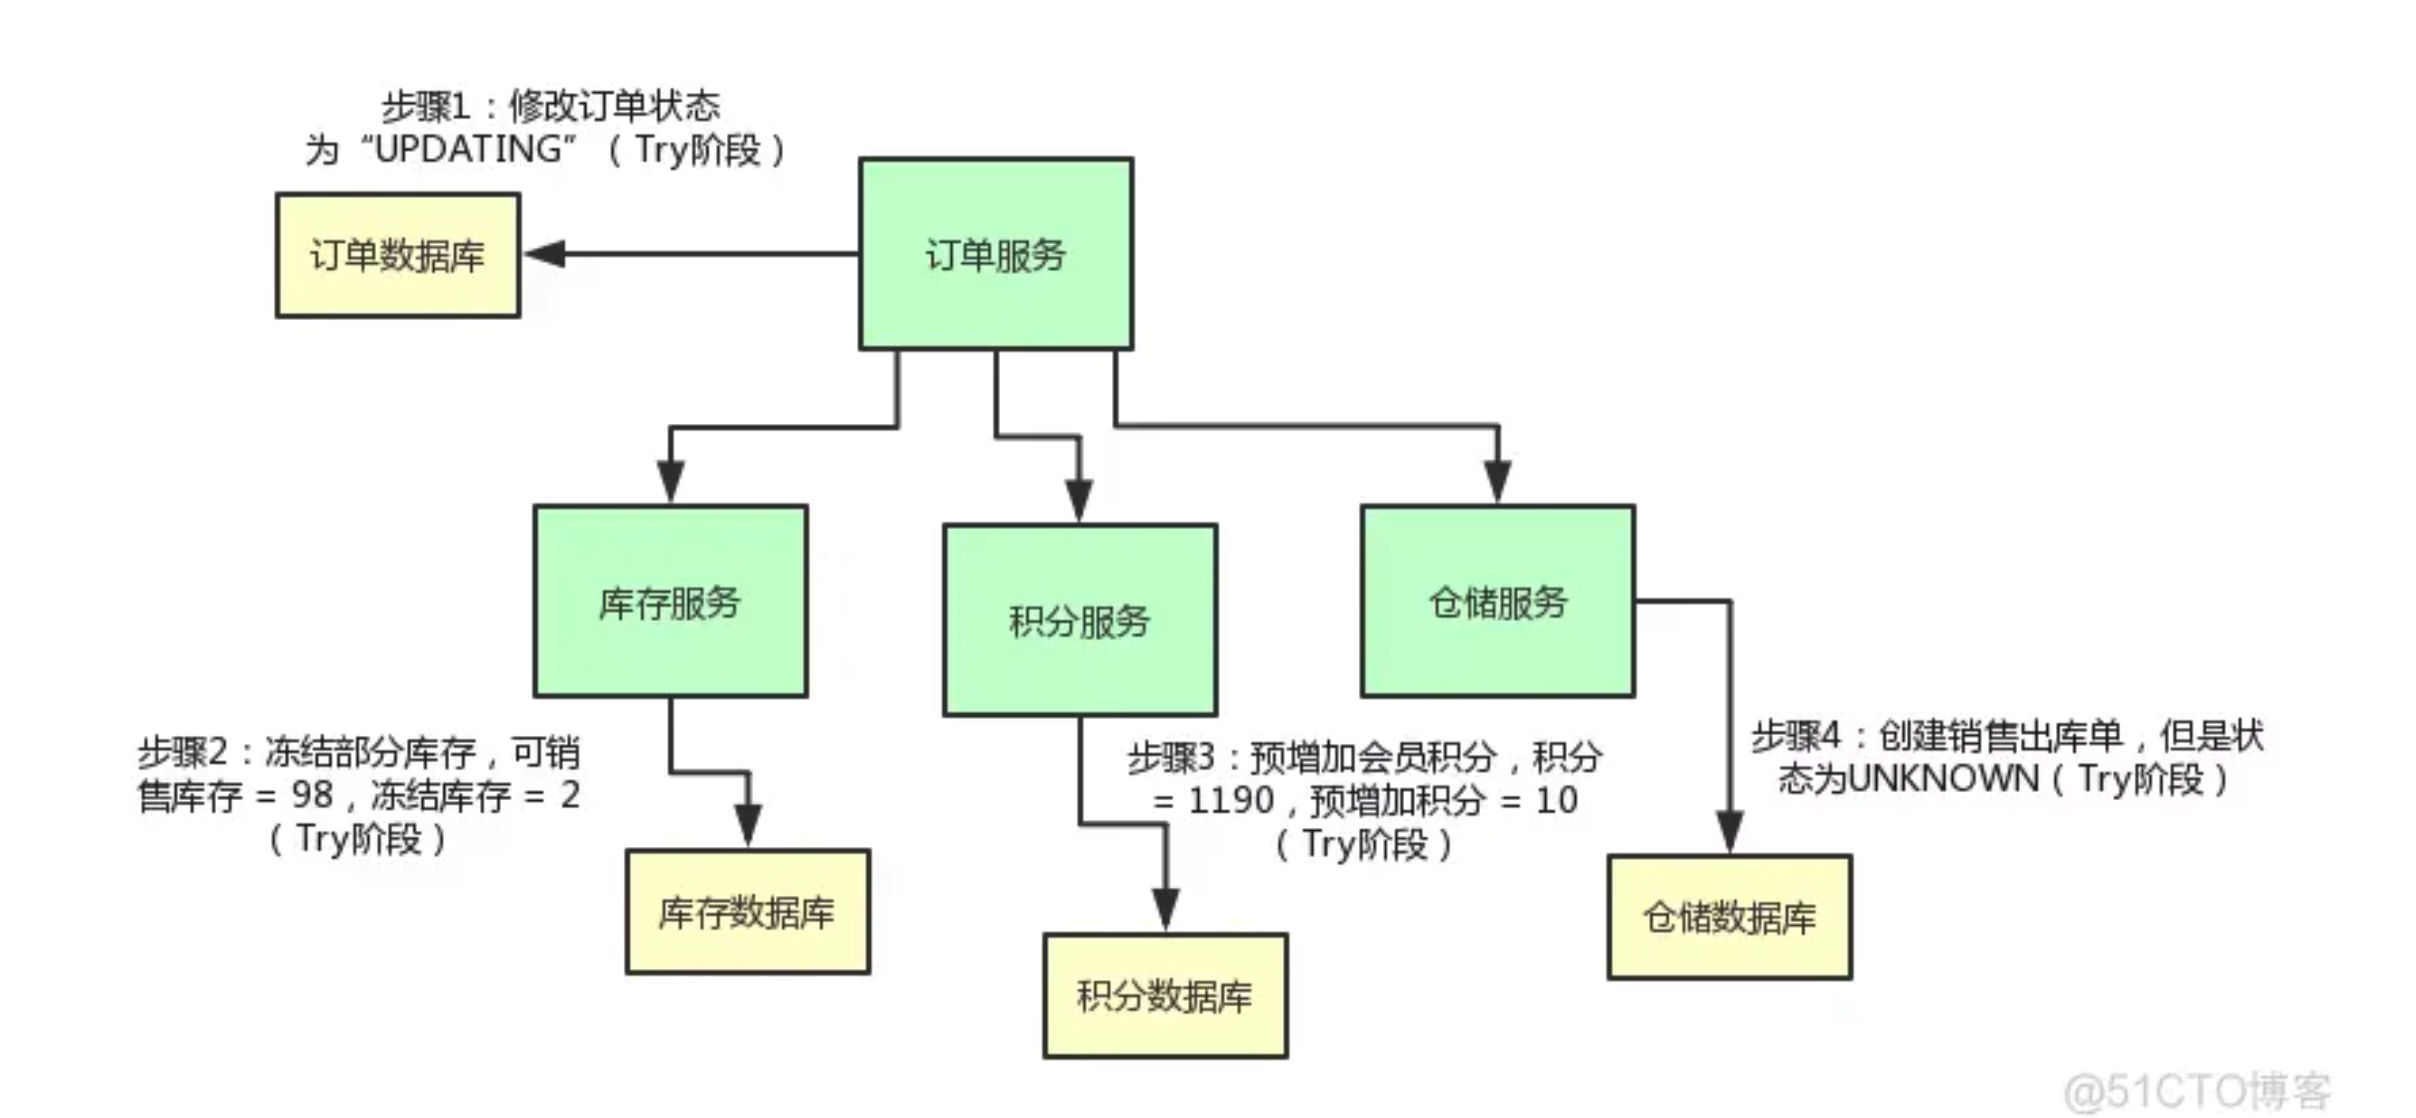 步骤1：修改订单状态
为“UPDATING”（Try阶段）
订单数据库
订单服务
库存服务
积分服务
仓储服务
步骤2：冻结部分库存，可销
售库存 = 98，冻结库存 = 2
（Try阶段）
步骤3：预增加会员积分，积分
= 1190，预增加积分 = 10
（Try阶段）
步骤4：创建销售出库单，但是状
态为UNKNOWN（Try阶段）
库存数据库
积分数据库
仓储数据库
@51CTO博客